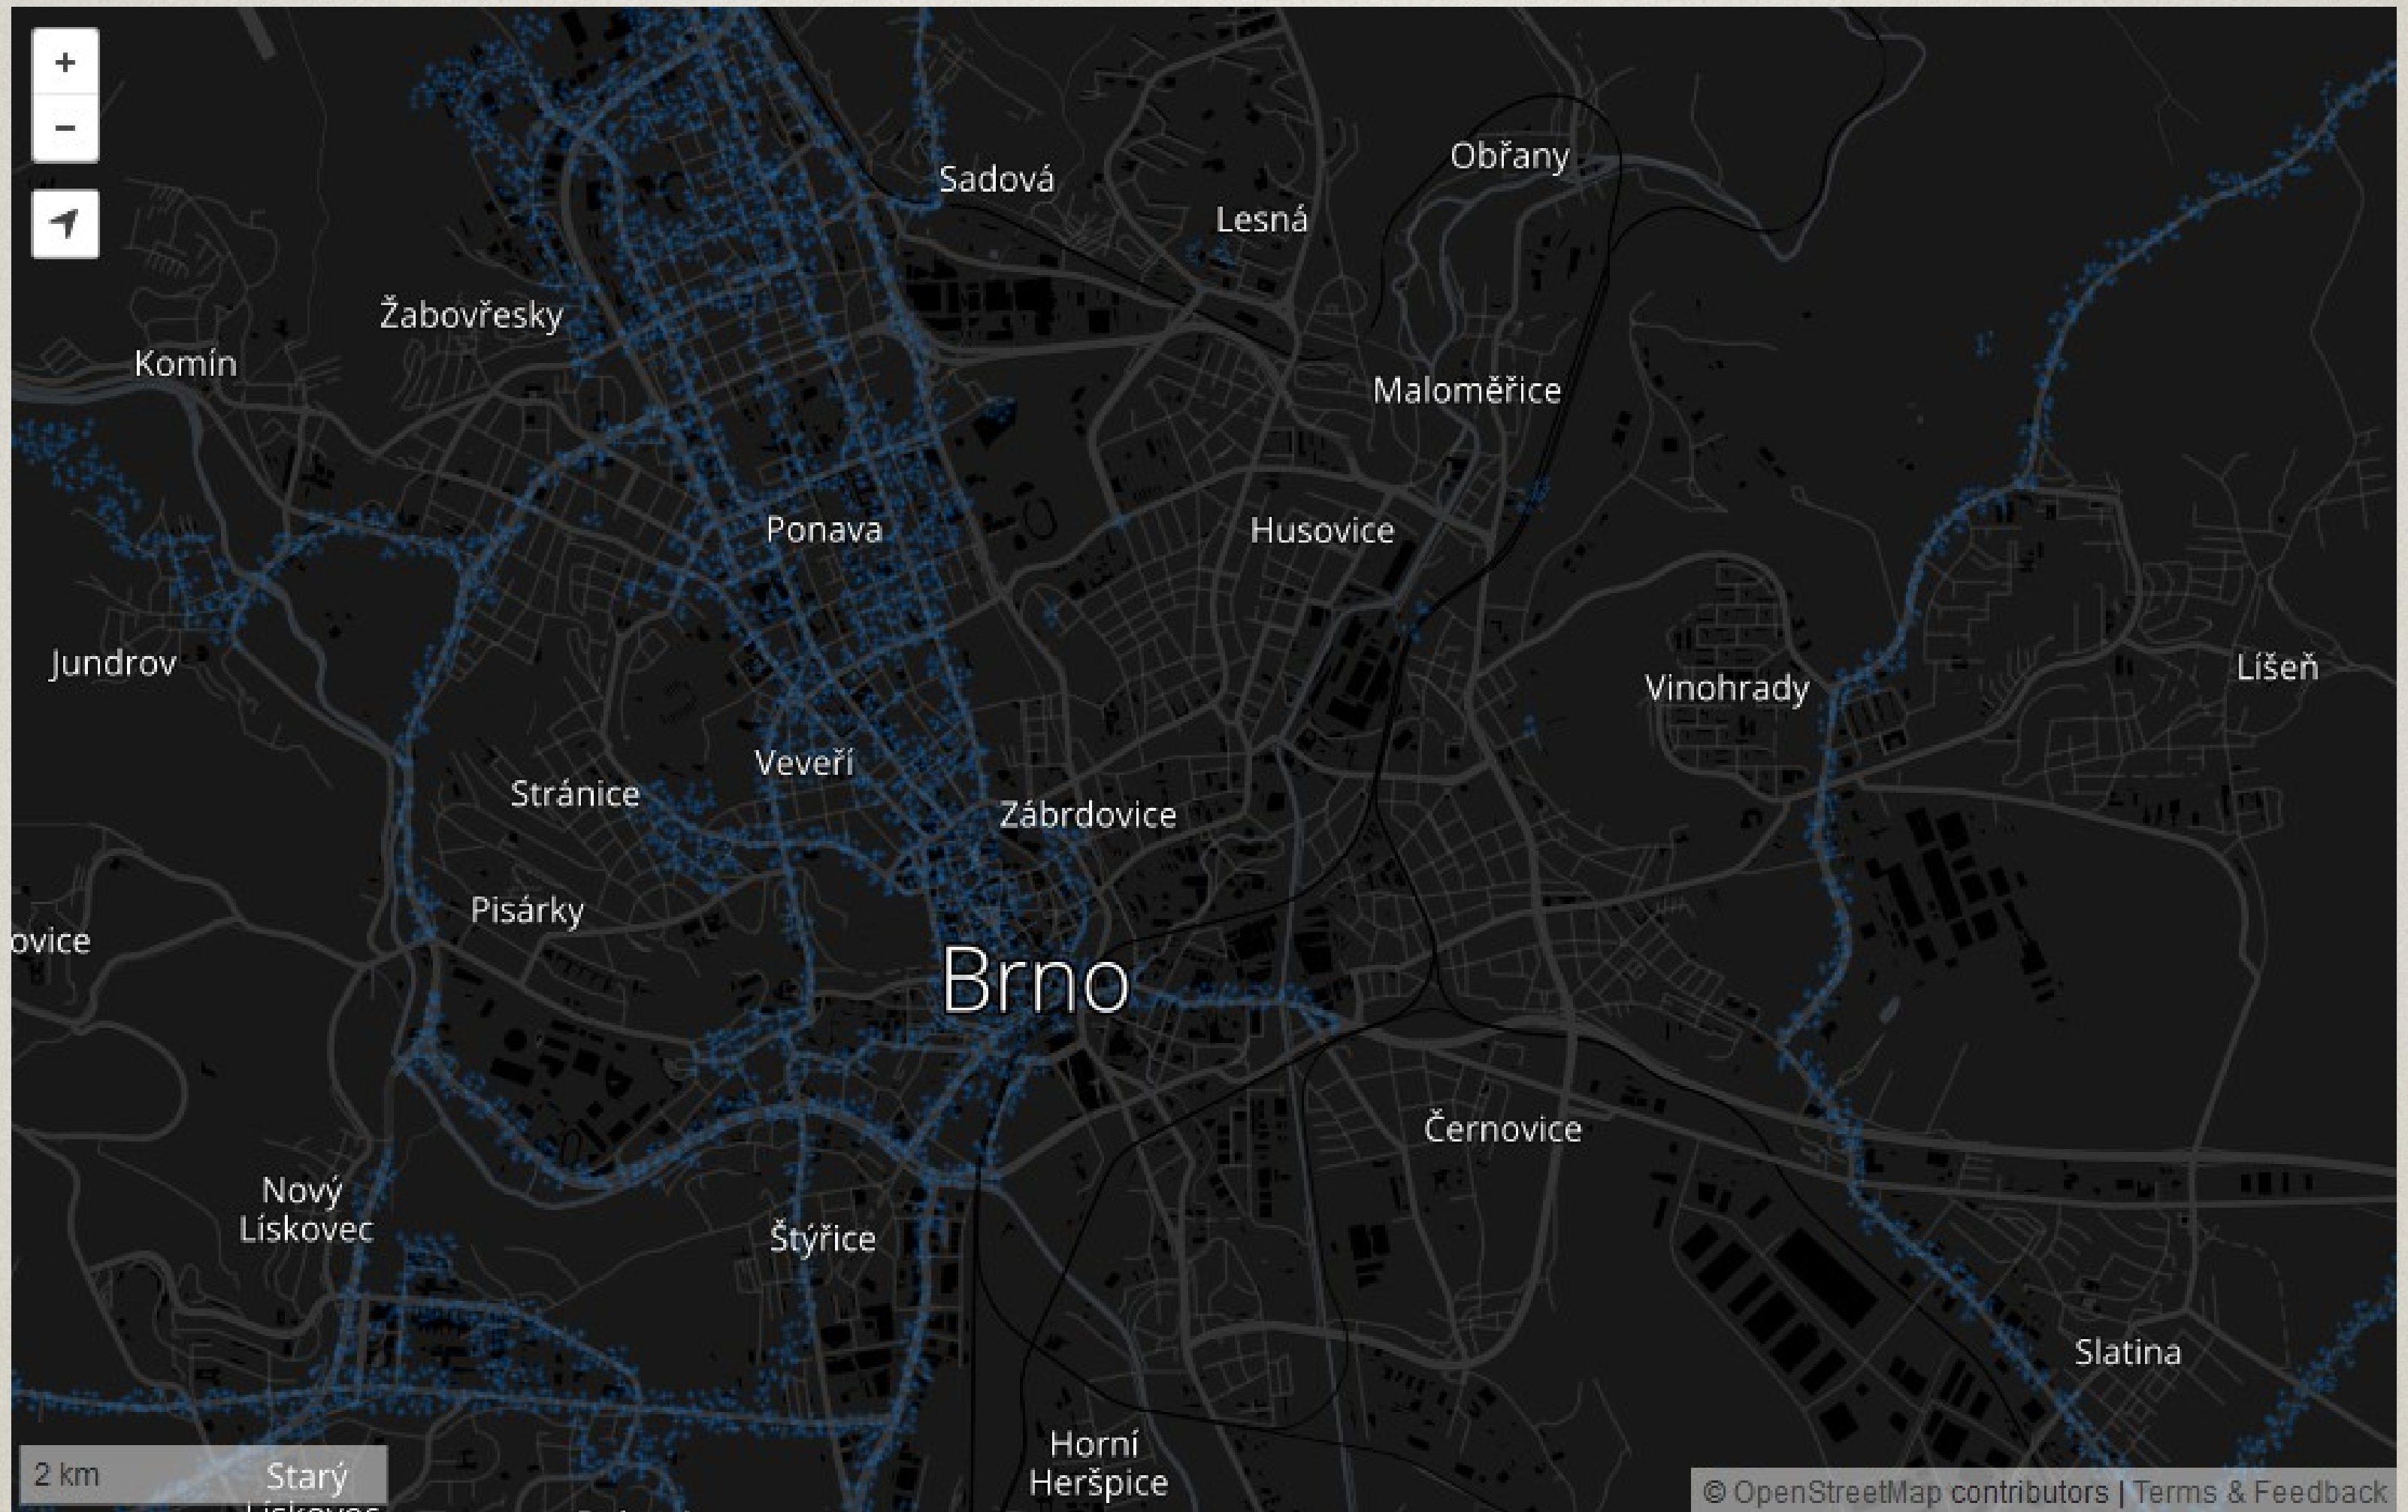 +
−
Obřany
Sadová
Lesná
Žabovřesky
Komín
Maloměřice
Ponava
Husovice
Jundrov
Vinohrady
Líšeň
Veveří
Stránice
Zábrdovice
Pisárky
ovice
Brno
Černovice
Nový
Lískovec
Štýřice
Slatina
Horní
Heršpice
2 km
Starý
Lískovec
© OpenStreetMap contributors | Terms & Feedback